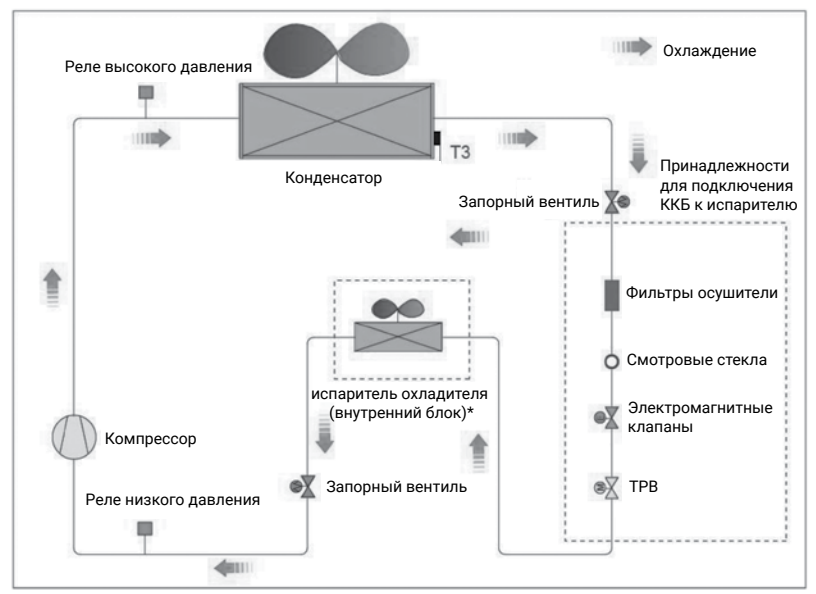 Реле высокого давления
Охлаждение
T3
Конденсатор
Запорный вентиль
Принадлежности
для подключения
ККБ к испарителю
Фильтры осушители
Смотровые стекла
испаритель охладителя
(внутренний блок)*
Электромагнитные
клапаны
Компрессор
Запорный вентиль
ТРВ
Реле низкого давления